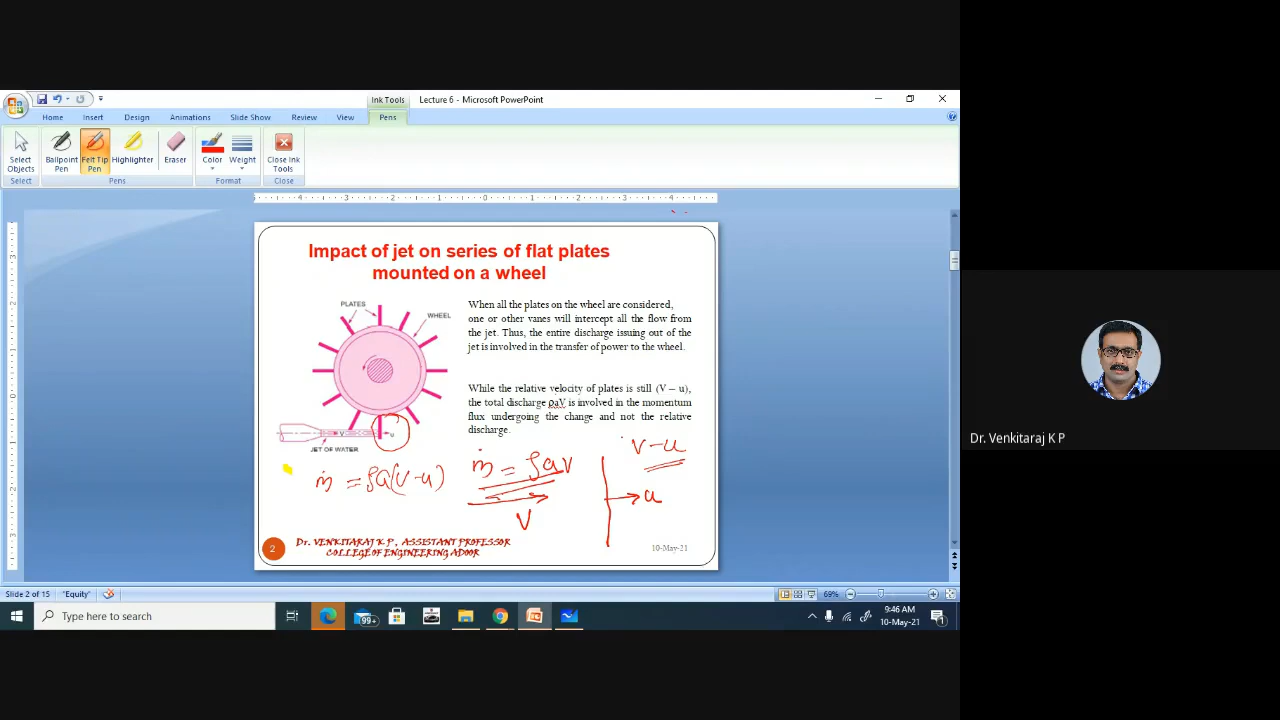 Ink Tools
Lecture 6 - Microsoft PowerPoint
Home Insert Design Animations Slide Show Review View Pens
Select Objects
Ballpoint Pen
Felt Tip Pen
Highlighter
Eraser
Color
Weight
Close Ink Tools
Select
Pens
Format
Close
Impact of jet on series of flat plates
mounted on a wheel
PLATES
WHEEL
V
u
JET OF WATER
When all the plates on the wheel are considered,
one or other vanes will intercept all the flow from
the jet. Thus, the entire discharge issuing out of the
jet is involved in the transfer of power to the wheel.
While the relative velocity of plates is still (V – u),
the total discharge ρaV is involved in the momentum
flux undergoing the change and not the relative
discharge.
V-u
ṁ = ρa(V-u)
ṁ = ρaV
u
V
2
Dr. VENKITARAJ K P , ASSISTANT PROFESSOR
COLLEGE OF ENGINEERING ADOOR
10-May-21
Slide 2 of 15 "Equity" 69%
Type here to search
99+
9:46 AM
10-May-21
1
Dr. Venkitaraj K P